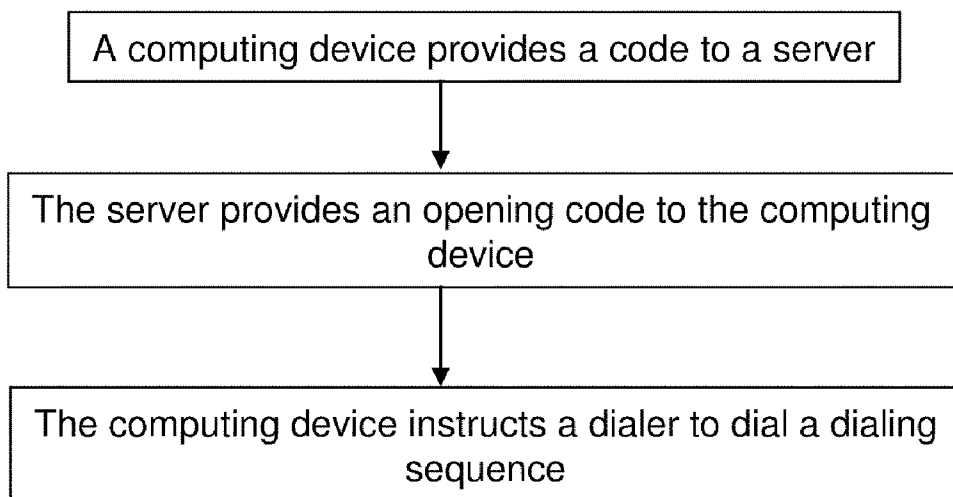 A computing device provides a code to a server
The server provides an opening code to the computing
device
The computing device instructs a dialer to dial a dialing
sequence